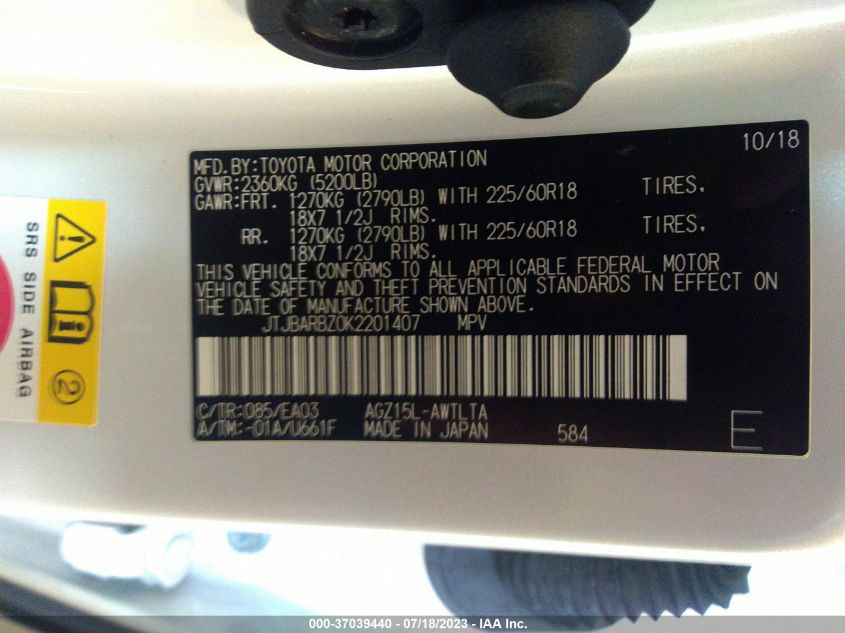 10/18
MFD.BY:TOYOTA MOTOR CORPORATION
GVWR:2360KG (5200LB)
GAWR:FRT. 1270KG (2790LB) WITH 225/60R18 TIRES,
18X7 1/2J RIMS.
RR. 1270KG (2790LB) WITH 225/60R18 TIRES,
18X7 1/2J RIMS.
THIS VEHICLE CONFORMS TO ALL APPLICABLE FEDERAL MOTOR
VEHICLE SAFETY AND THEFT PREVENTION STANDARDS IN EFFECT ON
THE DATE OF MANUFACTURE SHOWN ABOVE.
JTJBARBZ0K2201407 MPV
C/TR:085/EA03 AGZ15L-AWTLTA
A/TM:-01A/U661F MADE IN JAPAN 584 E
SRS SIDE AIRBAG
2
000-37039440 - 07/18/2023 - IAA Inc.